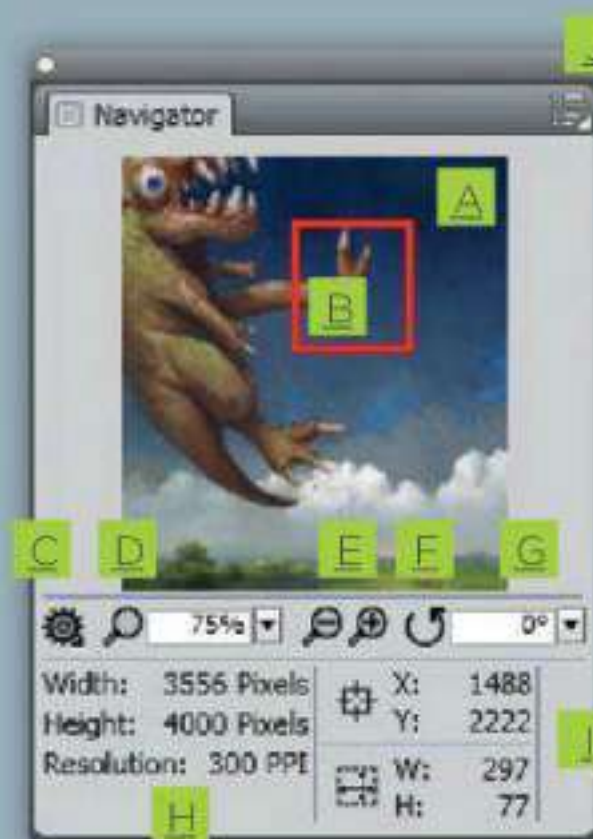 Navigator
A
B
C D E F G
75% 0°
Width: 3556 Pixels
Height: 4000 Pixels
Resolution: 300 PPI
X: 1488
Y: 2222
W: 297
H: 77
H